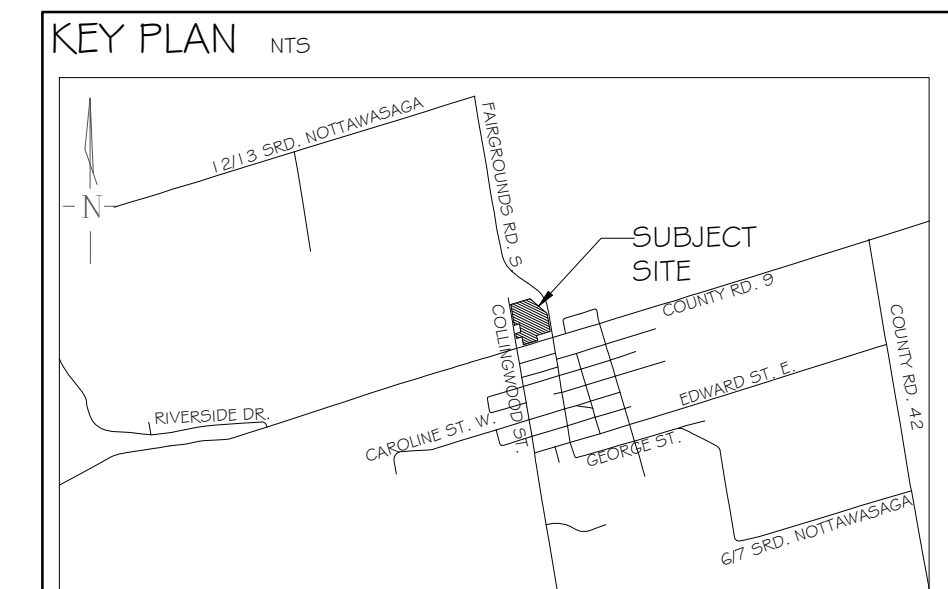 KEY PLAN NTS
12/13 SRD. NOTTAWASAGA
FAIRGROUNDS RD. S
N
SUBJECT
SITE
COUNTY RD. 9
COLLINGWOOD ST.
COUNTY RD. 42
RIVERSIDE DR.
EDWARD ST. E.
CAROLINE ST. W.
GEORGE ST.
6/7 SRD. NOTTAWASAGA